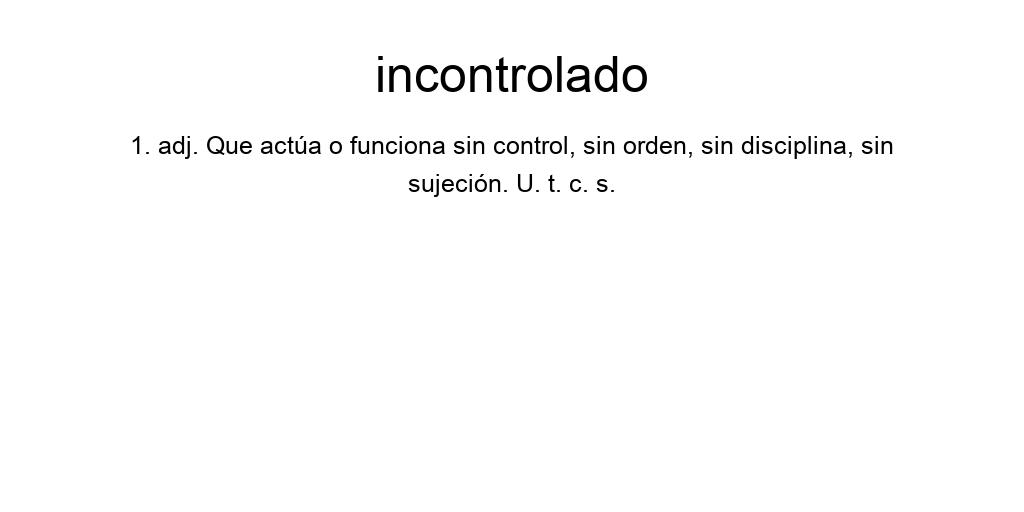 incontrolado
1. adj. Que actúa o funciona sin control, sin orden, sin disciplina, sin
sujeción. U. t. c. s.